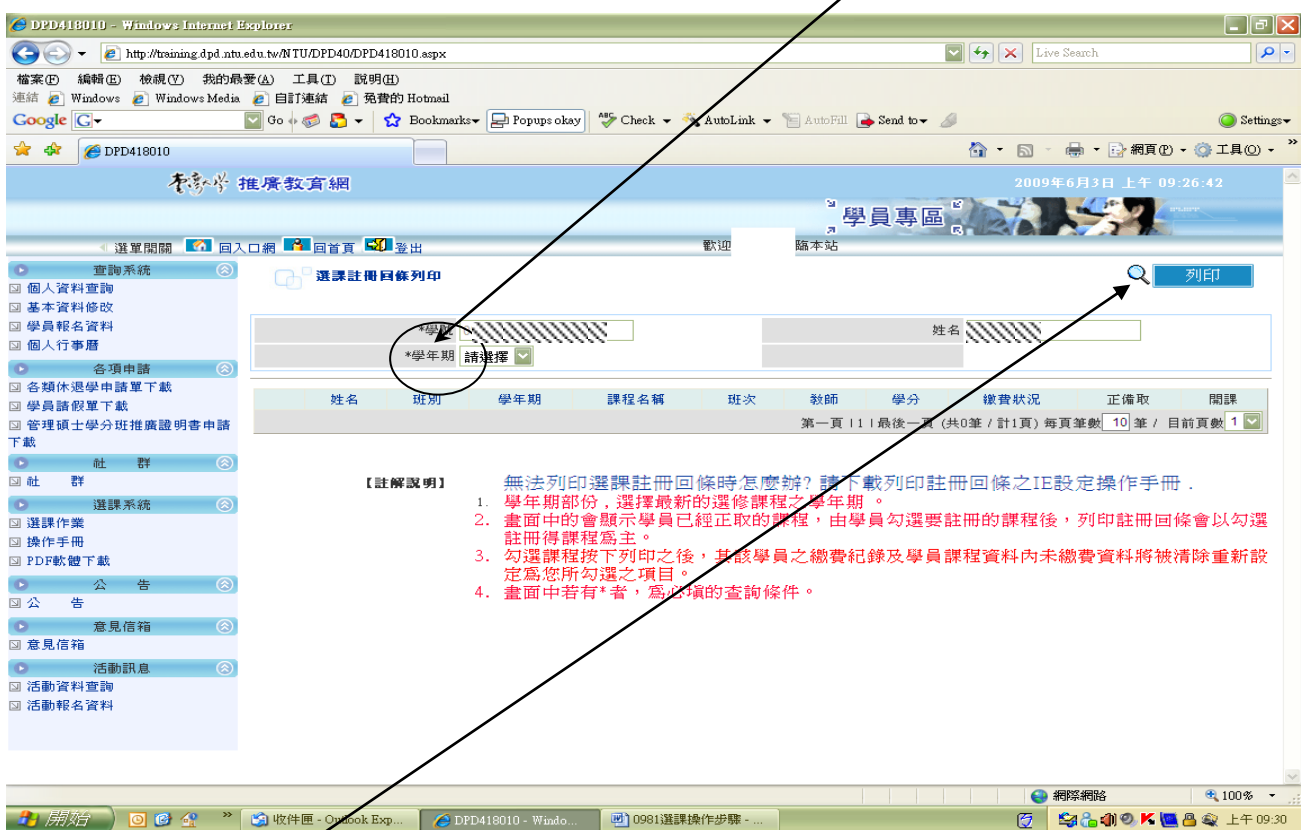 DPD418010 - Windows Internet Explorer
http://training.dpd.ntu.edu.tw/NTU/DPD40/DPD418010.aspx
Live Search
檔案(F) 編輯(E) 檢視(V) 我的最愛(A) 工具(T) 說明(H)
連結 Windows Windows Media 自訂連結 免費的 Hotmail
Google G Go Bookmarks Popups okay Check AutoLink AutoFill Send to Settings
DPD418010 網頁(P) 工具(O)
推廣教育網 2009年6月3日 上午 09:26:42
學員專區
選單開關 回入口網 回首頁 登出 歡迎 臨本站
查詢系統
個人資料查詢
基本資料修改
學員報名資料
個人行事曆
各項申請
各類休退學申請單下載
學員請假單下載
管理碩士學分班推廣證明書申請
下載
社 群
社 群
選課系統
選課作業
操作手冊
PDF軟體下載
公 告
公 告
意見信箱
意見信箱
活動訊息
活動資料查詢
活動報名資料
選課註冊回條列印 列印
*學號 姓名
*學年期 請選擇
姓名 班別 學年期 課程名稱 班次 教師 學分 繳費狀況 正備取 開課
第一頁 | 1 | 最後一頁 (共0筆 / 計1頁) 每頁筆數 10 筆 / 目前頁數 1
【註解說明】 無法列印選課註冊回條時怎麼辦? 請下載列印註冊回條之IE設定操作手冊.
1. 學年期部份,選擇最新的選修課程之學年期 。
2. 畫面中的會顯示學員已經正取的課程,由學員勾選要註冊的課程後,列印註冊回條會以勾選
註冊得課程為主。
3. 勾選課程按下列印之後,其該學員之繳費紀錄及學員課程資料內未繳費資料將被清除重新設
定為您所勾選之項目。
4. 畫面中若有*者,為必填的查詢條件。
網際網路 100%
開始 收件匣 - Outlook Exp... DPD418010 - Windo... 0981選課操作步驟 - ... 上午 09:30